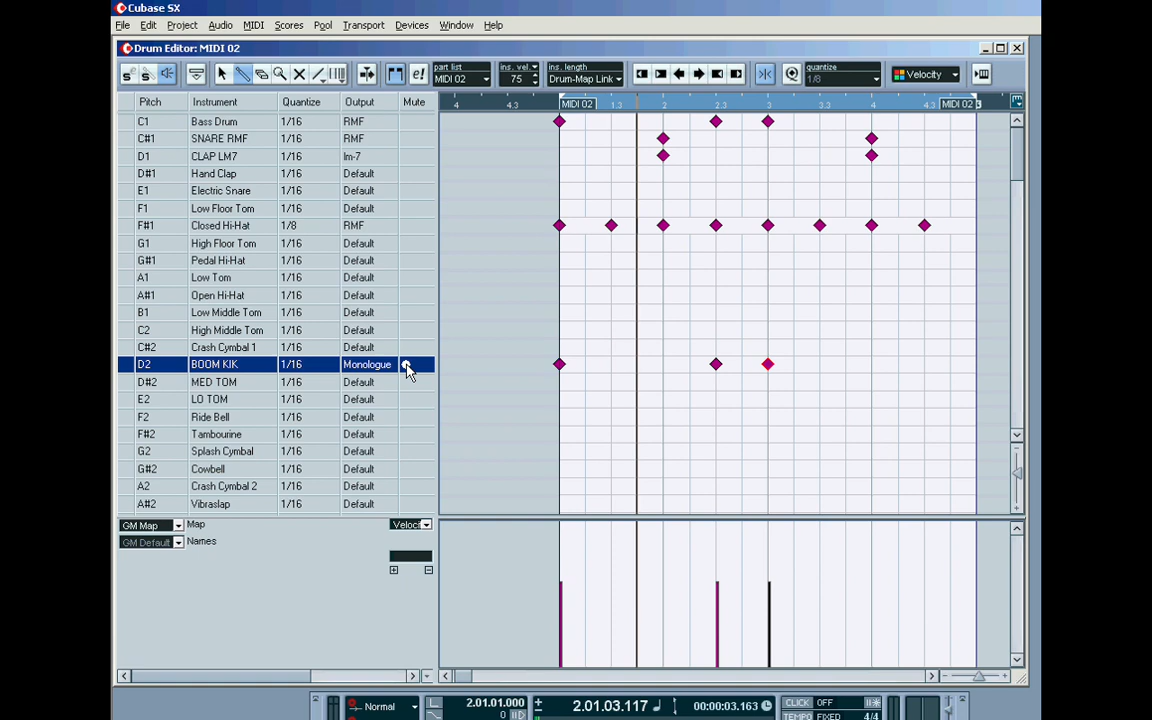 Cubase SX
File Edit Project Audio MIDI Scores Pool Transport Devices Window Help
Drum Editor: MIDI 02
part list ins. vel. ins. length quantize
MIDI 02 75 Drum-Map Link 1/8 Velocity
Pitch Instrument Quantize Output Mute 4 4.3 MIDI 02 1.3 2 2.3 3 3.3 4 4.3 MIDI 02
C1 Bass Drum 1/16 RMF
C#1 SNARE RMF 1/16 RMF
D1 CLAP LM7 1/16 lm-7
D#1 Hand Clap 1/16 Default
E1 Electric Snare 1/16 Default
F1 Low Floor Tom 1/16 Default
F#1 Closed Hi-Hat 1/8 RMF
G1 High Floor Tom 1/16 Default
G#1 Pedal Hi-Hat 1/16 Default
A1 Low Tom 1/16 Default
A#1 Open Hi-Hat 1/16 Default
B1 Low Middle Tom 1/16 Default
C2 High Middle Tom 1/16 Default
C#2 Crash Cymbal 1 1/16 Default
D2 BOOM KIK 1/16 Monologue
D#2 MED TOM 1/16 Default
E2 LO TOM 1/16 Default
F2 Ride Bell 1/16 Default
F#2 Tambourine 1/16 Default
G2 Splash Cymbal 1/16 Default
G#2 Cowbell 1/16 Default
A2 Crash Cymbal 2 1/16 Default
A#2 Vibraslap 1/16 Default
GM Map Map Veloci
GM Default Names
Normal 2.01.01.000 2.01.03.117 00:00:03.163 CLICK OFF
0 TEMPO FIXED 4/4